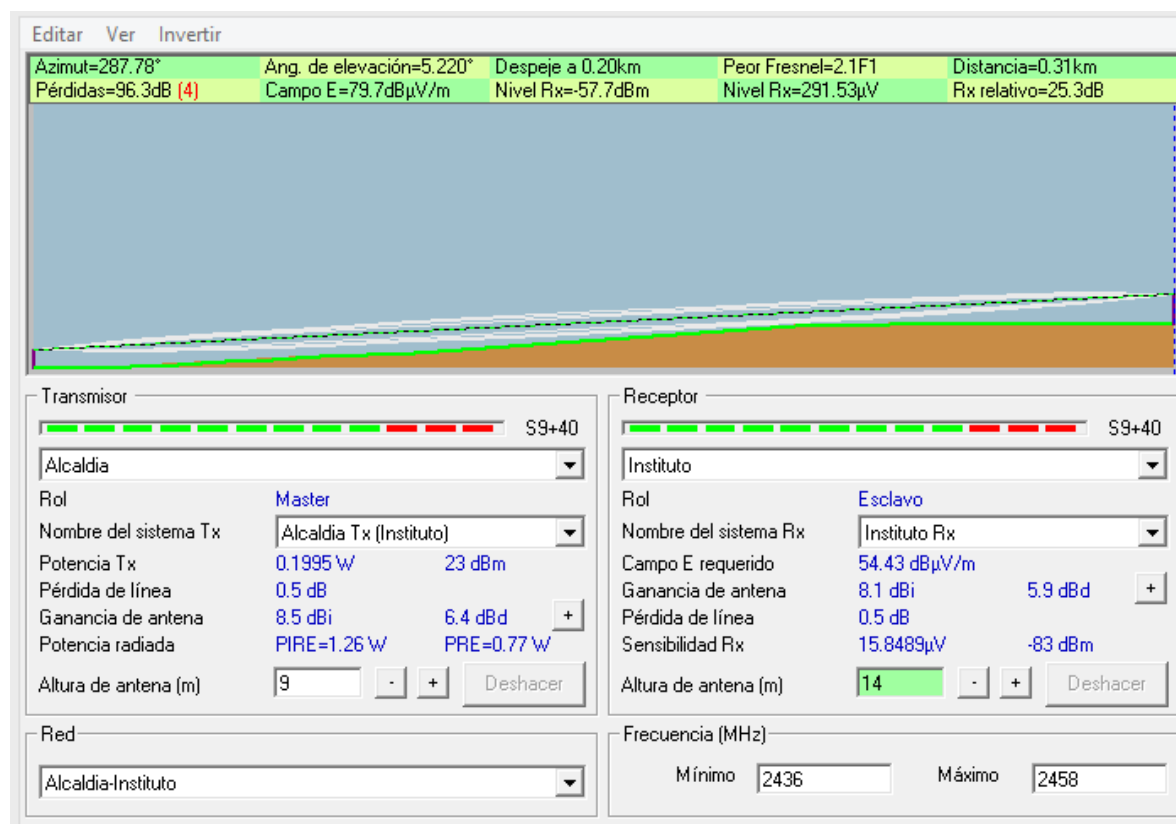 Editar Ver Invertir
Azimut=287.78° Ang. de elevación=5.220° Despeje a 0.20km Peor Fresnel=2.1F1 Distancia=0.31km
Pérdidas=96.3dB (4) Campo E=79.7dBµV/m Nivel Rx=-57.7dBm Nivel Rx=291.53µV Rx relativo=25.3dB
Transmisor
S9+40
Alcaldia
Rol Master
Nombre del sistema Tx Alcaldia Tx (Instituto)
Potencia Tx 0.1995 W 23 dBm
Pérdida de línea 0.5 dB
Ganancia de antena 8.5 dBi 6.4 dBd +
Potencia radiada PIRE=1.26 W PRE=0.77 W
Altura de antena (m) 9 - + Deshacer
Receptor
S9+40
Instituto
Rol Esclavo
Nombre del sistema Rx Instituto Rx
Campo E requerido 54.43 dBµV/m
Ganancia de antena 8.1 dBi 5.9 dBd +
Pérdida de línea 0.5 dB
Sensibilidad Rx 15.8489µV -83 dBm
Altura de antena (m) 14 - + Deshacer
Red
Alcaldia-Instituto
Frecuencia (MHz)
Mínimo 2436 Máximo 2458